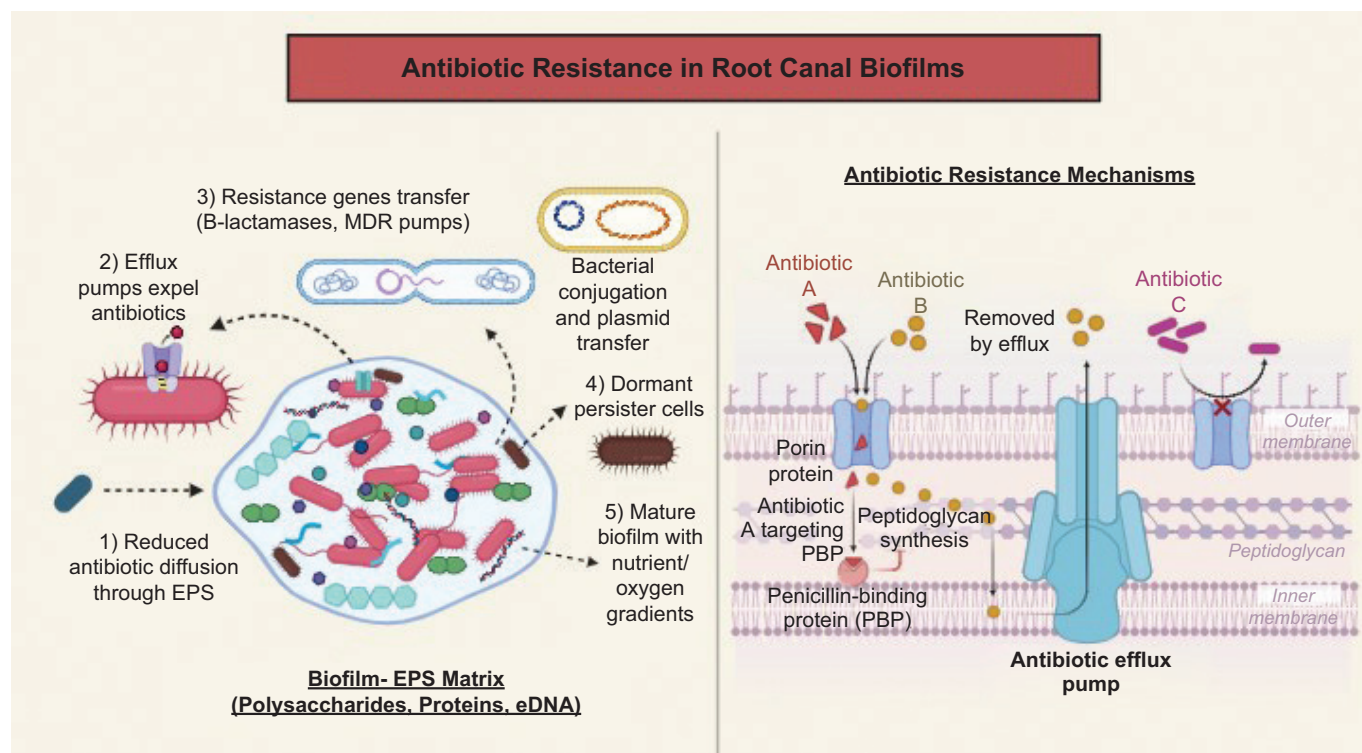 Antibiotic Resistance in Root Canal Biofilms
3) Resistance genes transfer
(B-lactamases, MDR pumps)
2) Efflux
pumps expel
antibiotics
Bacterial
conjugation
and plasmid
transfer
4) Dormant
persister cells
1) Reduced
antibiotic diffusion
through EPS
5) Mature
biofilm with
nutrient/
oxygen
gradients
Biofilm- EPS Matrix
(Polysaccharides, Proteins, eDNA)
Antibiotic Resistance Mechanisms
Antibiotic
A
Antibiotic
B
Removed
by efflux
Antibiotic
C
Outer
membrane
Porin
protein
Antibiotic
A targeting
PBP
Peptidoglycan
synthesis
Peptidoglycan
Penicillin-binding
protein (PBP)
Inner
membrane
Antibiotic efflux
pump